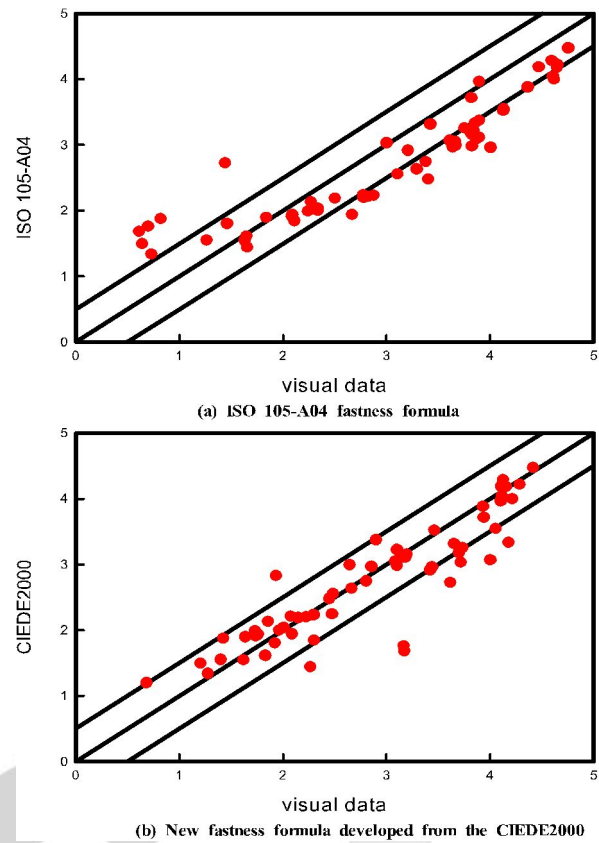 5
4
3
2
1
0
ISO 105-A04
0 1 2 3 4 5
visual data
(a) ISO 105-A04 fastness formula
5
4
3
2
1
0
CIEDE2000
0 1 2 3 4 5
visual data
(b) New fastness formula developed from the CIEDE2000